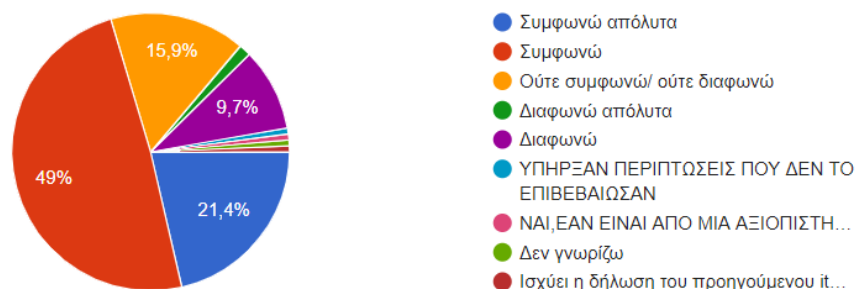 15,9%
9,7%
49%
21,4%
Συμφωνώ απόλυτα
Συμφωνώ
Ούτε συμφωνώ/ ούτε διαφωνώ
Διαφωνώ απόλυτα
Διαφωνώ
ΥΠΗΡΞΑΝ ΠΕΡΙΠΤΩΣΕΙΣ ΠΟΥ ΔΕΝ ΤΟ
ΕΠΙΒΕΒΑΙΩΣΑΝ
ΝΑΙ,ΕΑΝ ΕΙΝΑΙ ΑΠΟ ΜΙΑ ΑΞΙΟΠΙΣΤΗ…
Δεν γνωρίζω
Ισχύει η δήλωση του προηγούμενου it…